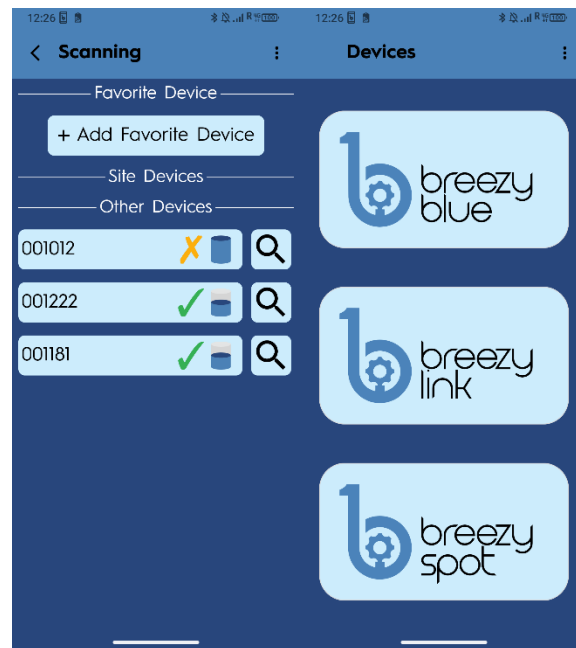 12:26
Scanning
Favorite Device
+ Add Favorite Device
Site Devices
Other Devices
001012
001222
001181
12:26
Devices
breezy
blue
breezy
link
breezy
spot